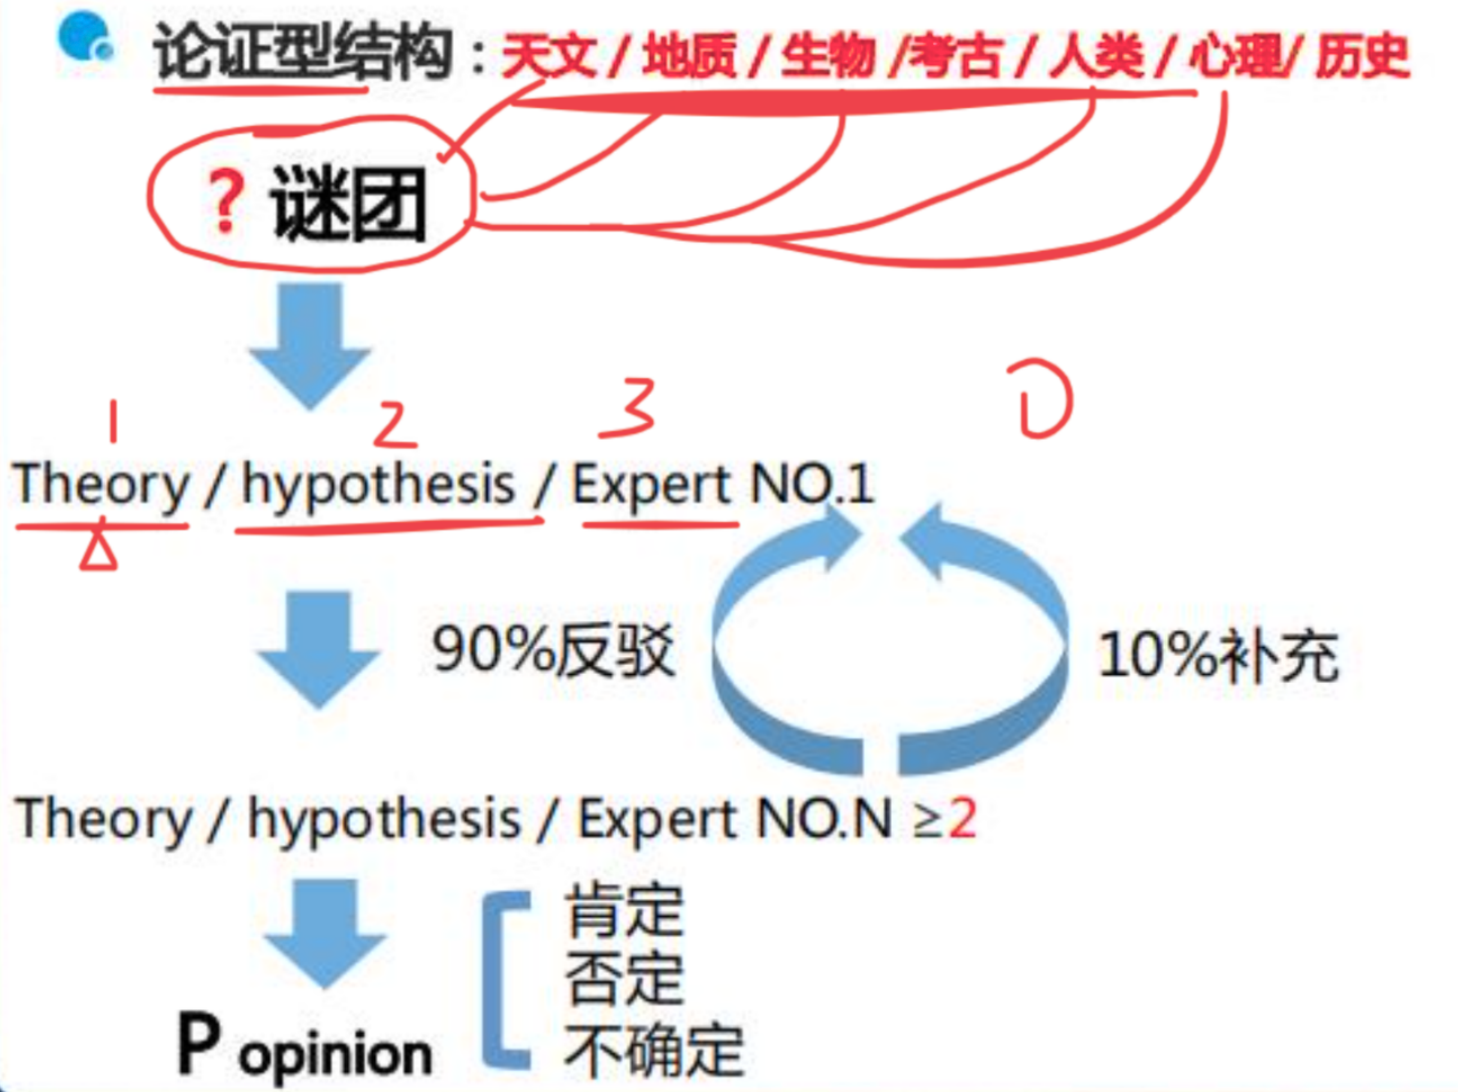 论证型结构：天文 / 地质 / 生物 /考古 / 人类 / 心理/ 历史
? 谜团
1 2 3 D
Theory / hypothesis / Expert NO.1
90%反驳 10%补充
Theory / hypothesis / Expert NO.N ≥2
肯定
否定
不确定
P opinion